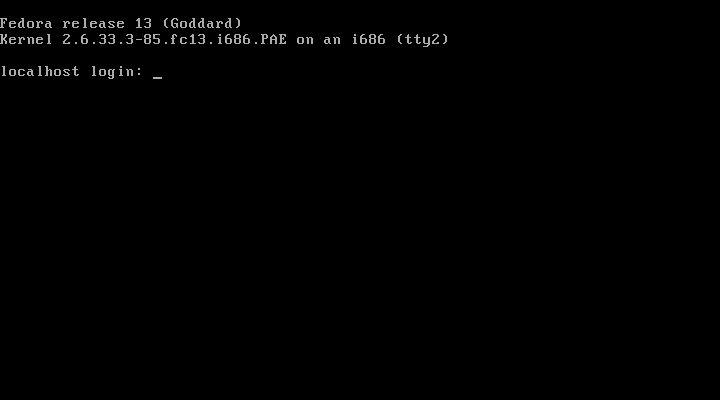 Fedora release 13 (Goddard)
Kernel 2.6.33.3-85.fc13.i686.PAE on an i686 (tty2)
localhost login: _